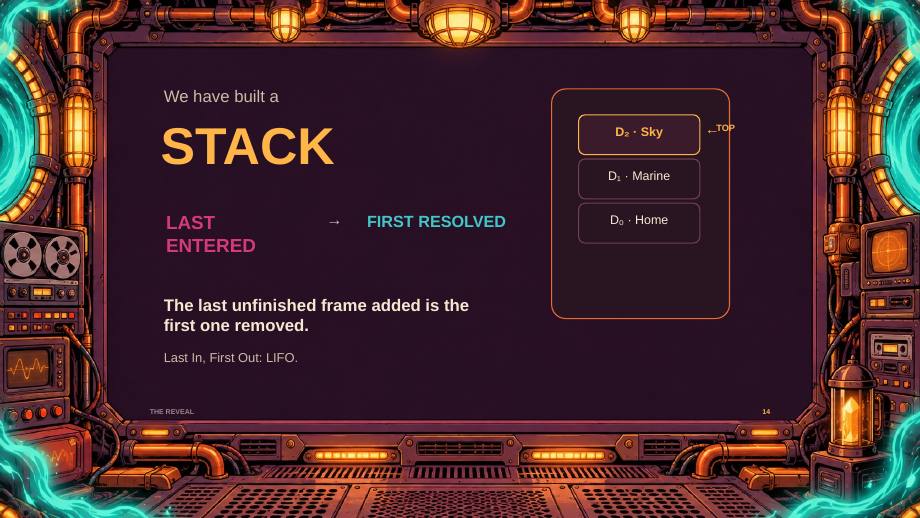 We have built a
STACK
LAST
ENTERED
→
FIRST RESOLVED
The last unfinished frame added is the
first one removed.
Last In, First Out: LIFO.
D₂ · Sky
←TOP
D₁ · Marine
D₀ · Home
THE REVEAL
14